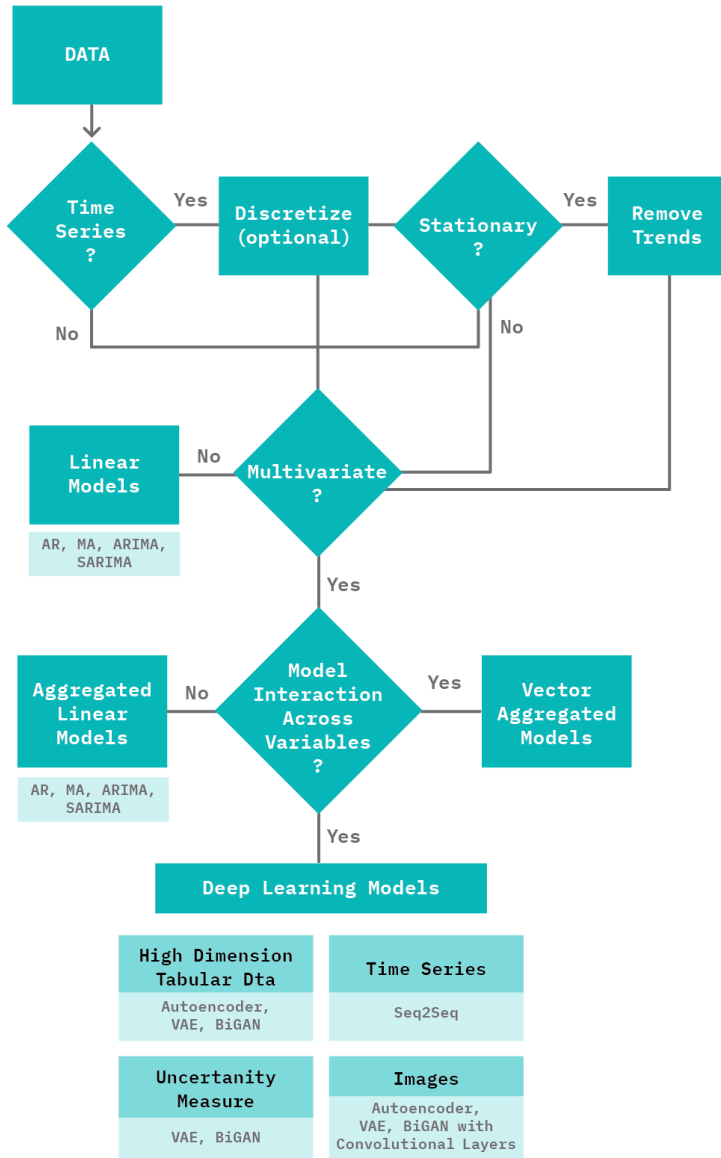 DATA
Time
Series
?
Yes
Discretize
(optional)
Stationary
?
Yes
Remove
Trends
No
No
Linear
Models
No
Multivariate
?
AR, MA, ARIMA,
SARIMA
Yes
Aggregated
Linear
Models
No
Model
Interaction
Across
Variables
?
Yes
Vector
Aggregated
Models
AR, MA, ARIMA,
SARIMA
Yes
Deep Learning Models
High Dimension
Tabular Dta
Autoencoder,
VAE, BiGAN
Time Series
Seq2Seq
Uncertanity
Measure
VAE, BiGAN
Images
Autoencoder,
VAE, BiGAN with
Convolutional Layers